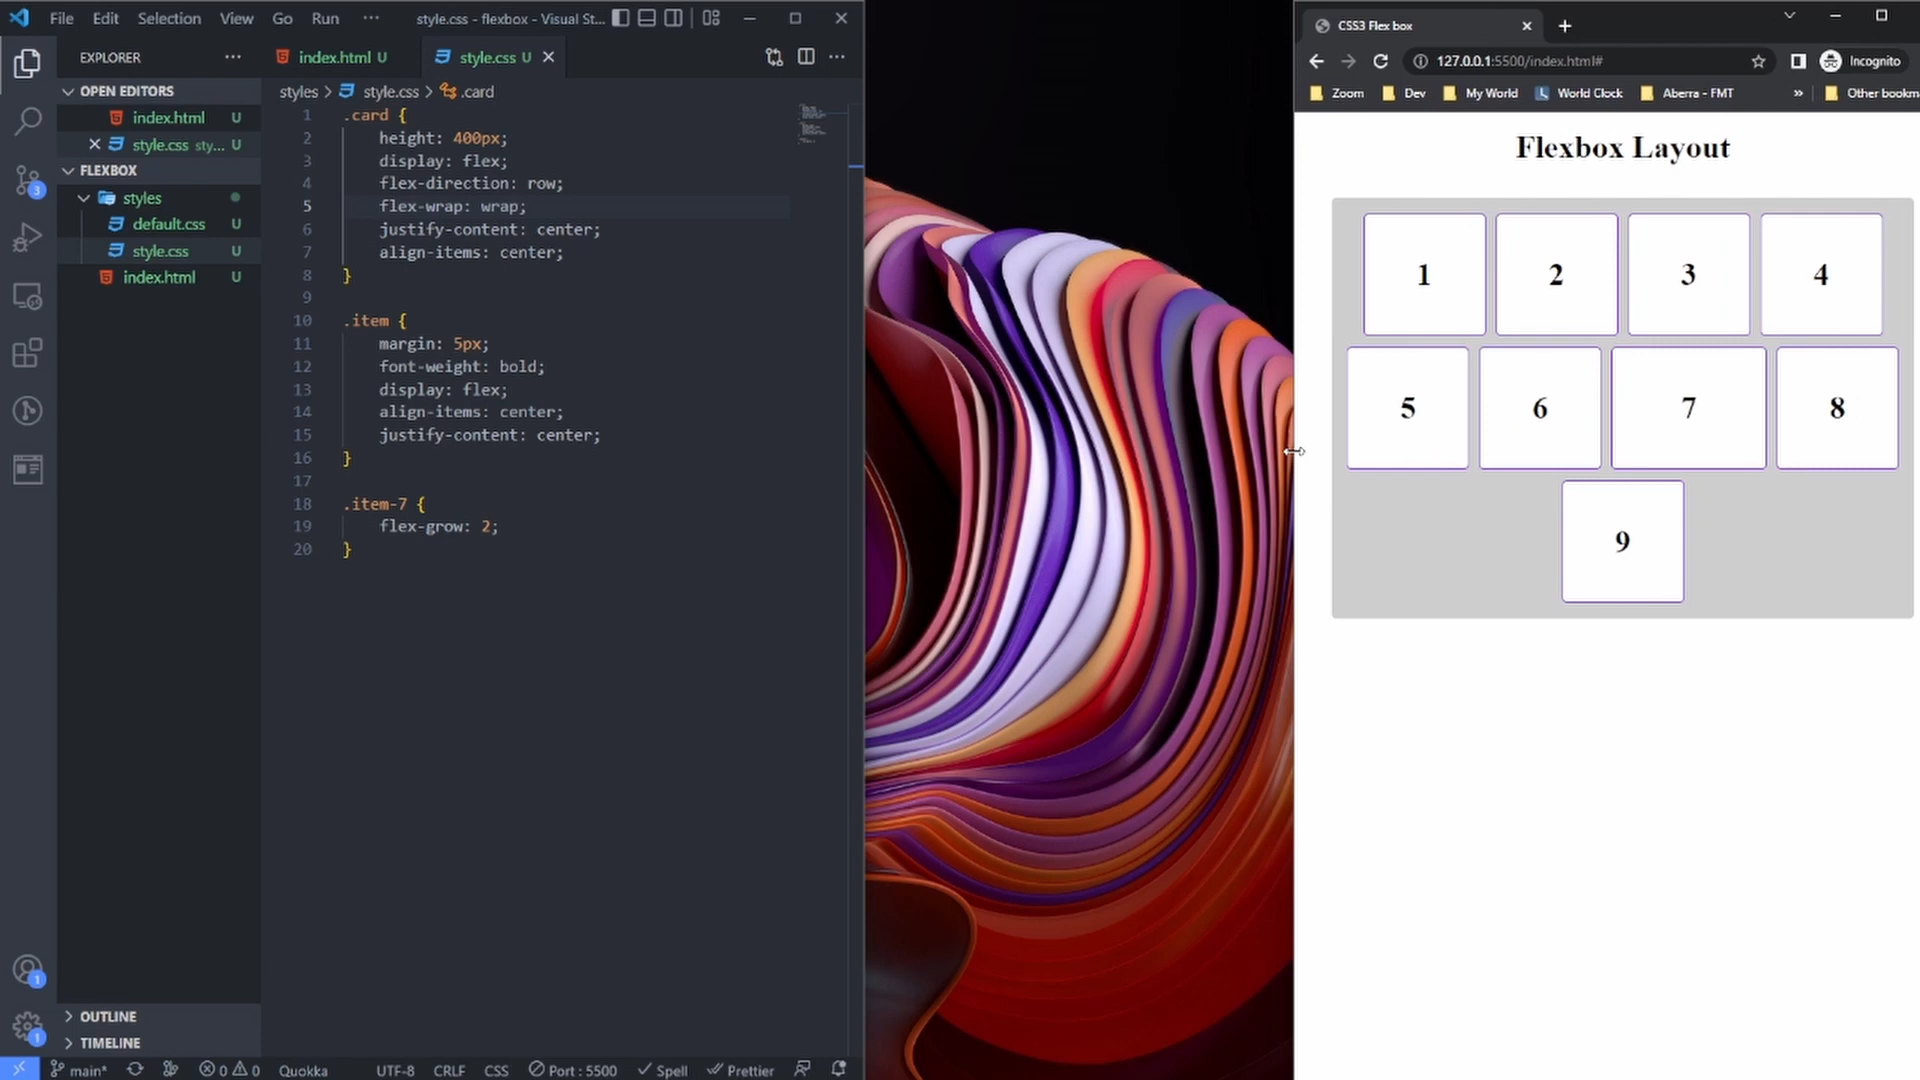 File Edit Selection View Go Run ··· style.css - flexbox - Visual St...
EXPLORER ···
OPEN EDITORS
index.html U
style.css sty... U
FLEXBOX
styles
default.css U
style.css U
index.html U
OUTLINE
TIMELINE
3
1
1
index.html U
style.css U
styles > style.css > .card
1 .card {
2 height: 400px;
3 display: flex;
4 flex-direction: row;
5 flex-wrap: wrap;
6 justify-content: center;
7 align-items: center;
8 }
9
10 .item {
11 margin: 5px;
12 font-weight: bold;
13 display: flex;
14 align-items: center;
15 justify-content: center;
16 }
17
18 .item-7 {
19 flex-grow: 2;
20 }
main* 0 0 Quokka UTF-8 CRLF CSS Port : 5500 Spell Prettier
CSS3 Flex box
127.0.0.1:5500/index.html# Incognito
Zoom Dev My World World Clock Aberra - FMT » Other bookm
Flexbox Layout
1 2 3 4
5 6 7 8
9